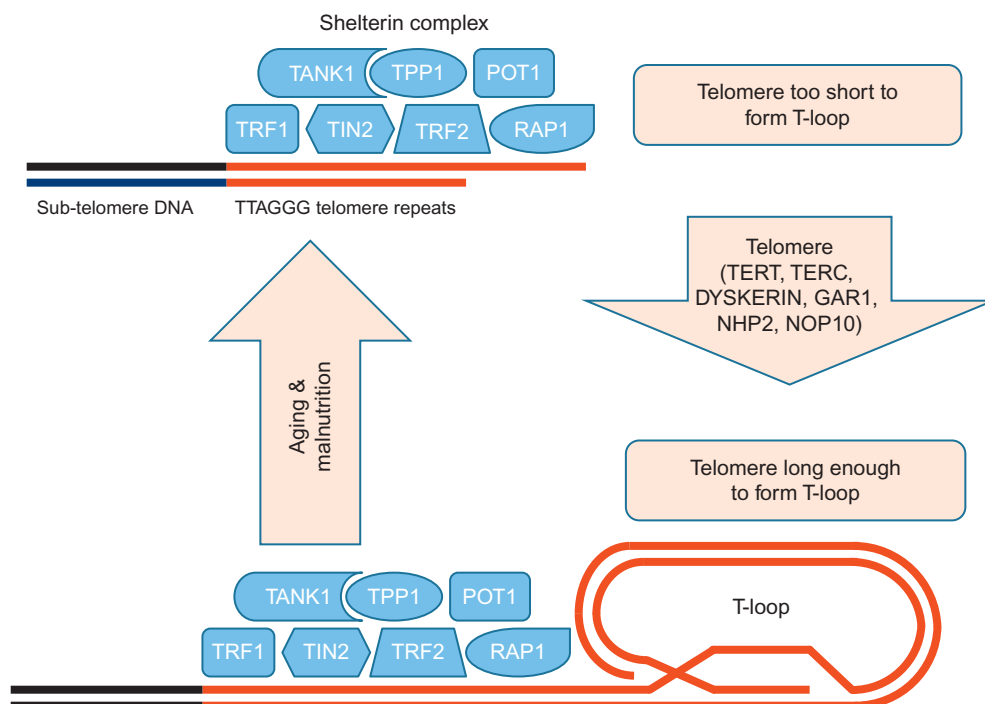 Shelterin complex
TANK1 TPP1 POT1
TRF1 TIN2 TRF2 RAP1
Sub-telomere DNA TTAGGG telomere repeats
Telomere too short to
form T-loop
Telomere
(TERT, TERC,
DYSKERIN, GAR1,
NHP2, NOP10)
Aging &
malnutrition
Telomere long enough
to form T-loop
TANK1 TPP1 POT1
TRF1 TIN2 TRF2 RAP1
T-loop